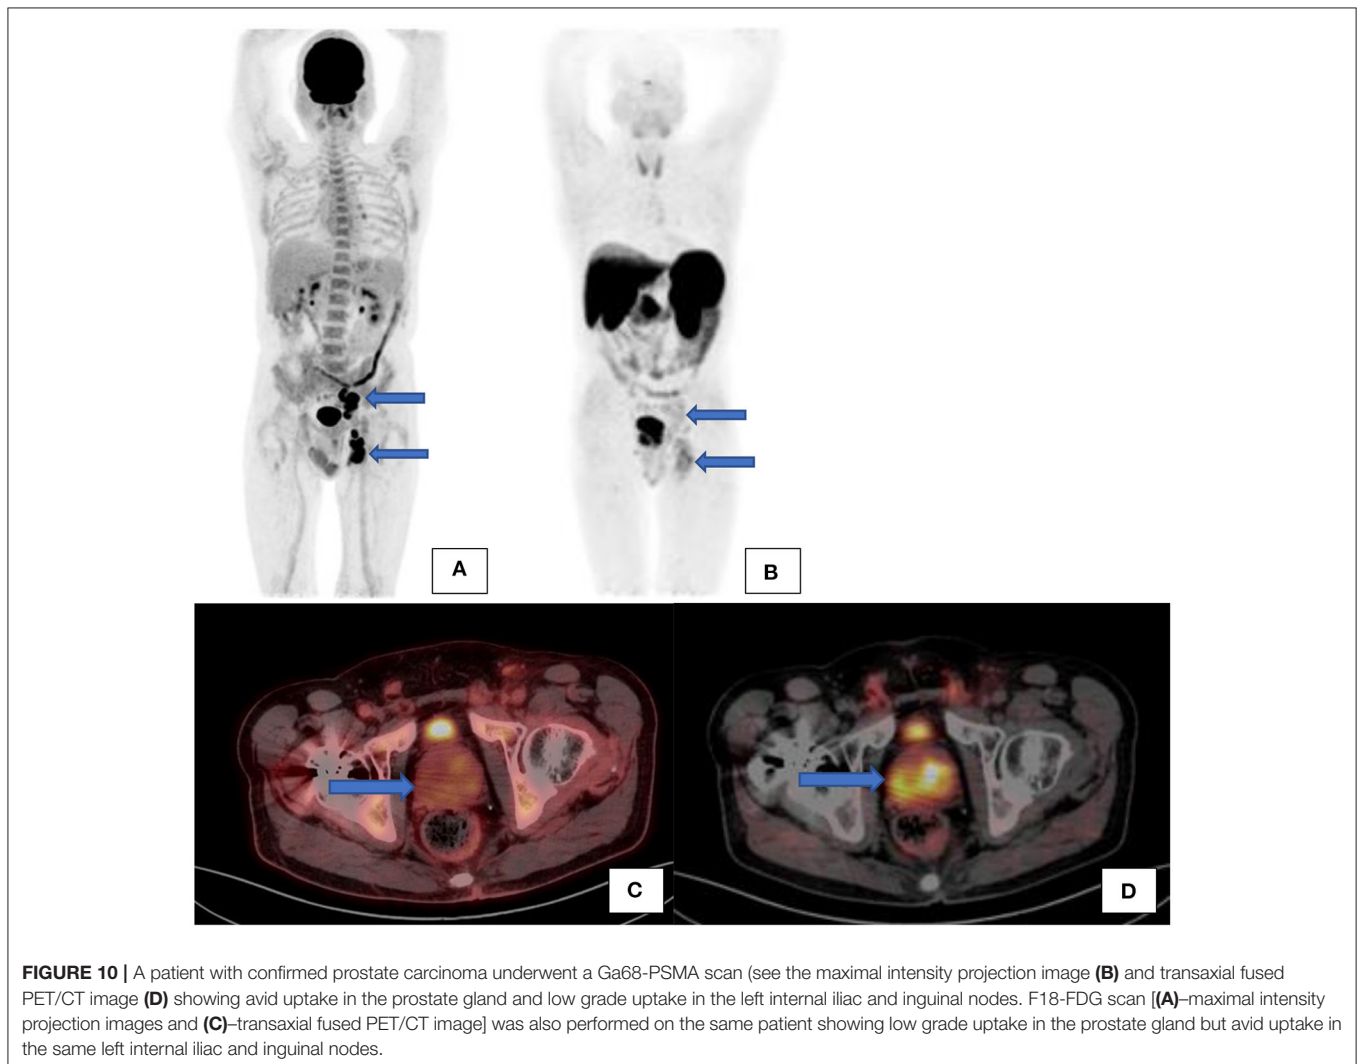 A
B
C
D
FIGURE 10 | A patient with confirmed prostate carcinoma underwent a Ga68-PSMA scan (see the maximal intensity projection image (B) and transaxial fused
PET/CT image (D) showing avid uptake in the prostate gland and low grade uptake in the left internal iliac and inguinal nodes. F18-FDG scan [(A)–maximal intensity
projection images and (C)–transaxial fused PET/CT image] was also performed on the same patient showing low grade uptake in the prostate gland but avid uptake in
the same left internal iliac and inguinal nodes.